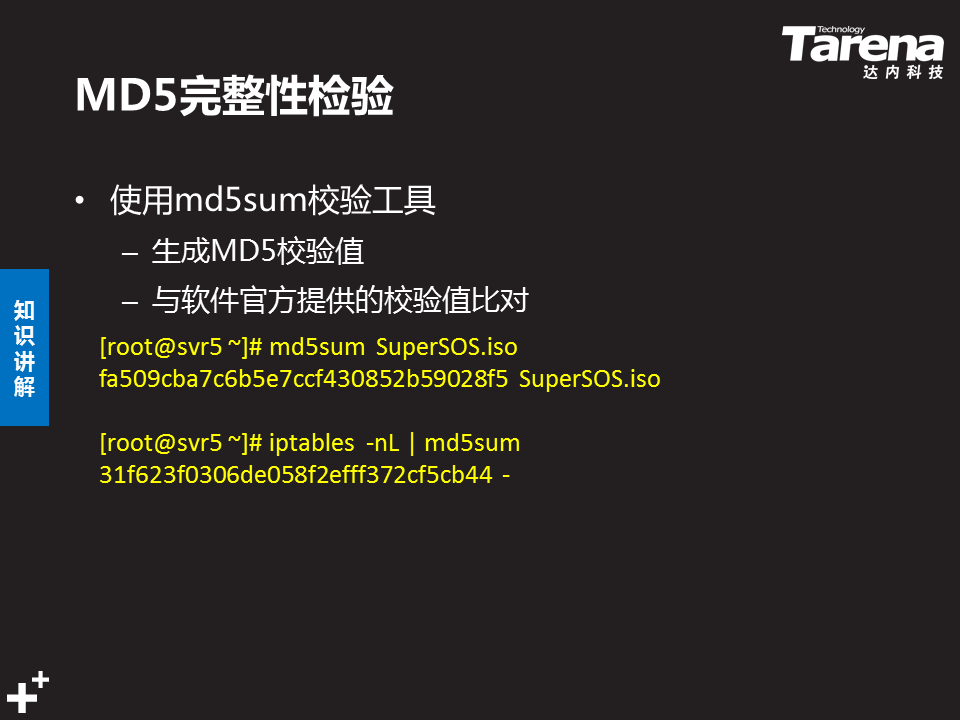 Technology
Tarena
达内科技
MD5完整性检验
• 使用md5sum校验工具
– 生成MD5校验值
– 与软件官方提供的校验值比对
知识讲解
[root@svr5 ~]# md5sum SuperSOS.iso
fa509cba7c6b5e7ccf430852b59028f5 SuperSOS.iso
[root@svr5 ~]# iptables -nL | md5sum
31f623f0306de058f2efff372cf5cb44 -